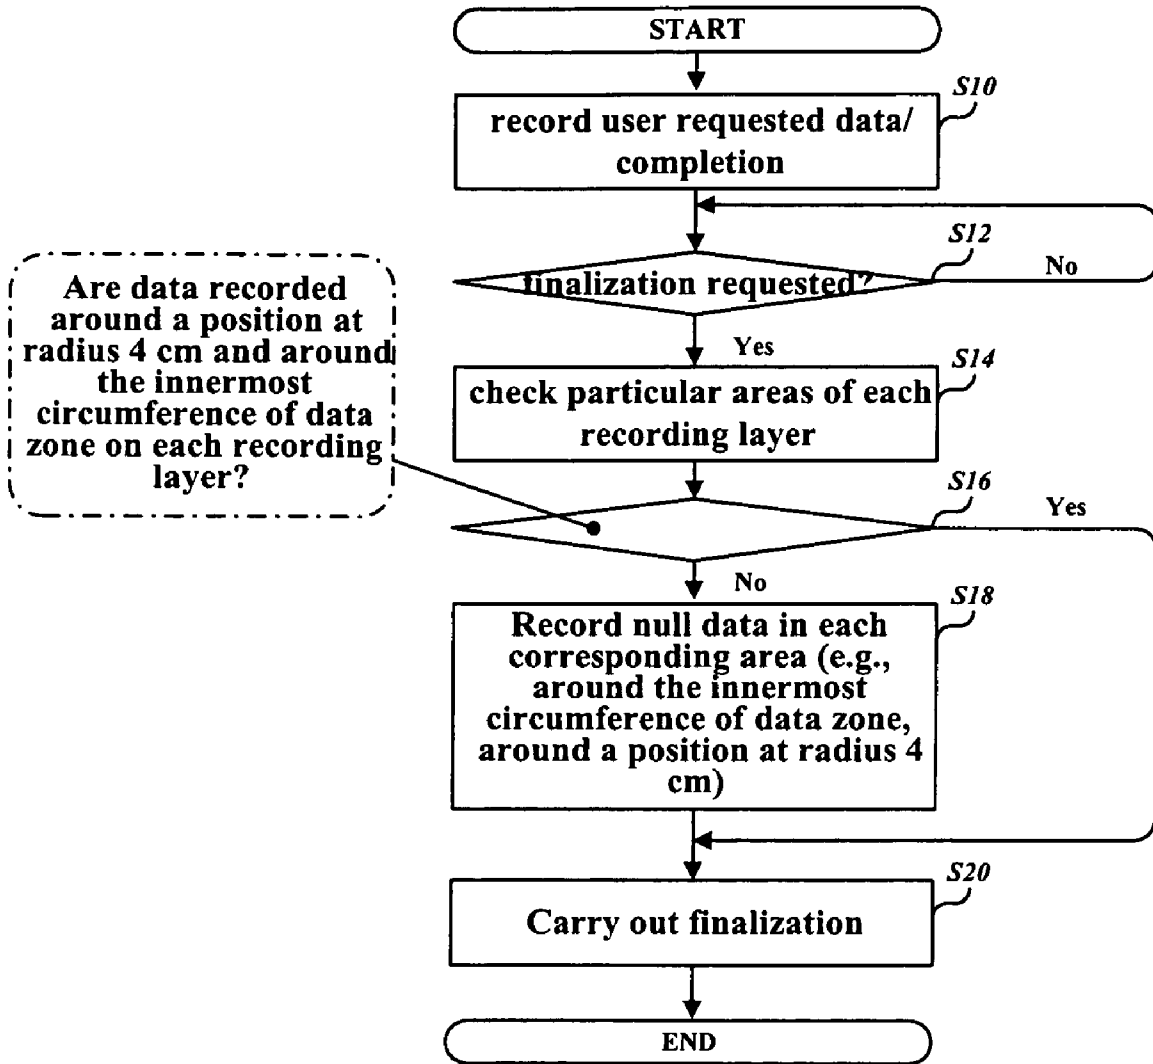 START
S10
record user requested data/
completion
S12
finalization requested?
No
Are data recorded
around a position at
radius 4 cm and around
the innermost
circumference of data
zone on each recording
layer?
Yes
S14
check particular areas of each
recording layer
S16
Yes
No
S18
Record null data in each
corresponding area (e.g.,
around the innermost
circumference of data zone,
around a position at radius 4
cm)
S20
Carry out finalization
END